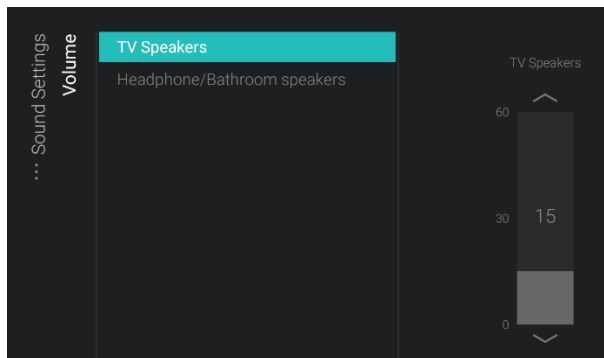 ... Sound Settings
Volume
TV Speakers
Headphone/Bathroom speakers
TV Speakers
60
30
15
0